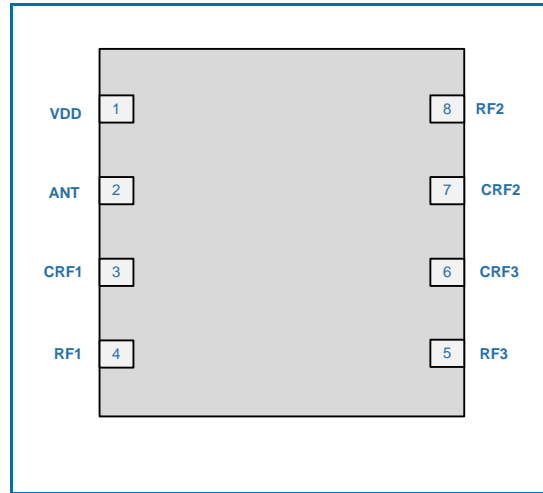 VDD 1 8 RF2
ANT 2 7 CRF2
CRF1 3 6 CRF3
RF1 4 5 RF3